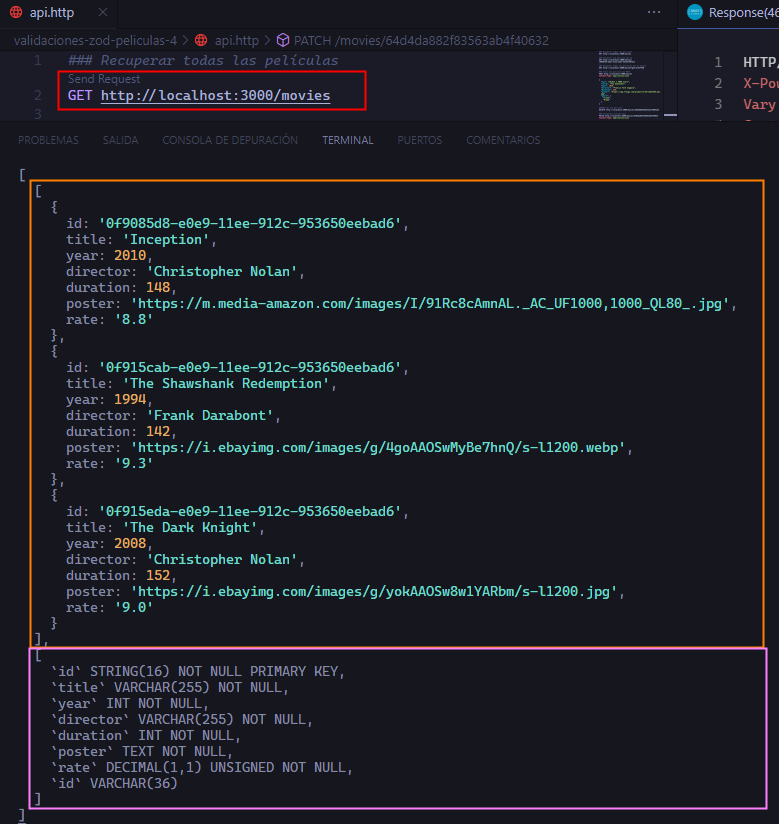 api.http
Response(46
validaciones-zod-peliculas-4 > api.http > PATCH /movies/64d4da882f83563ab4f40632
1 ### Recuperar todas las películas
Send Request
2 GET http://localhost:3000/movies
3
1 HTTP/
2 X-Pow
3 Vary
PROBLEMAS SALIDA CONSOLA DE DEPURACIÓN TERMINAL PUERTOS COMENTARIOS
[
[
{
id: '0f9085d8-e0e9-11ee-912c-953650eebad6',
title: 'Inception',
year: 2010,
director: 'Christopher Nolan',
duration: 148,
poster: 'https://m.media-amazon.com/images/I/91Rc8cAmnAL._AC_UF1000,1000_QL80_.jpg',
rate: '8.8'
},
{
id: '0f915cab-e0e9-11ee-912c-953650eebad6',
title: 'The Shawshank Redemption',
year: 1994,
director: 'Frank Darabont',
duration: 142,
poster: 'https://i.ebayimg.com/images/g/4goAAOSwMyBe7hnQ/s-l1200.webp',
rate: '9.3'
},
{
id: '0f915eda-e0e9-11ee-912c-953650eebad6',
title: 'The Dark Knight',
year: 2008,
director: 'Christopher Nolan',
duration: 152,
poster: 'https://i.ebayimg.com/images/g/yokAAOSw8w1YARbm/s-l1200.jpg',
rate: '9.0'
}
],
[
`id` STRING(16) NOT NULL PRIMARY KEY,
`title` VARCHAR(255) NOT NULL,
`year` INT NOT NULL,
`director` VARCHAR(255) NOT NULL,
`duration` INT NOT NULL,
`poster` TEXT NOT NULL,
`rate` DECIMAL(1,1) UNSIGNED NOT NULL,
`id` VARCHAR(36)
]
]